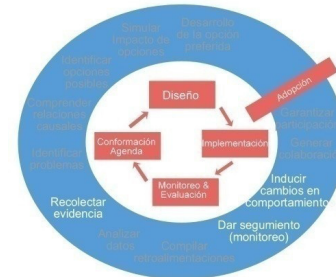 Simular
impacto de
opciones
Desarrollo
de la opción
preferida
Identificar
opciones
posibles
Adopción
Comprender
relaciones
causales
Garantizar
participación
Generar
colaboración
Identificar
problemas
Diseño
Conformación
Agenda
Implementación
Monitoreo &
Evaluación
Inducir
cambios en
comportamiento
Recolectar
evidencia
Dar segumiento
(monitoreo)
Analizar
datos
Compilar
retroalimentaciones